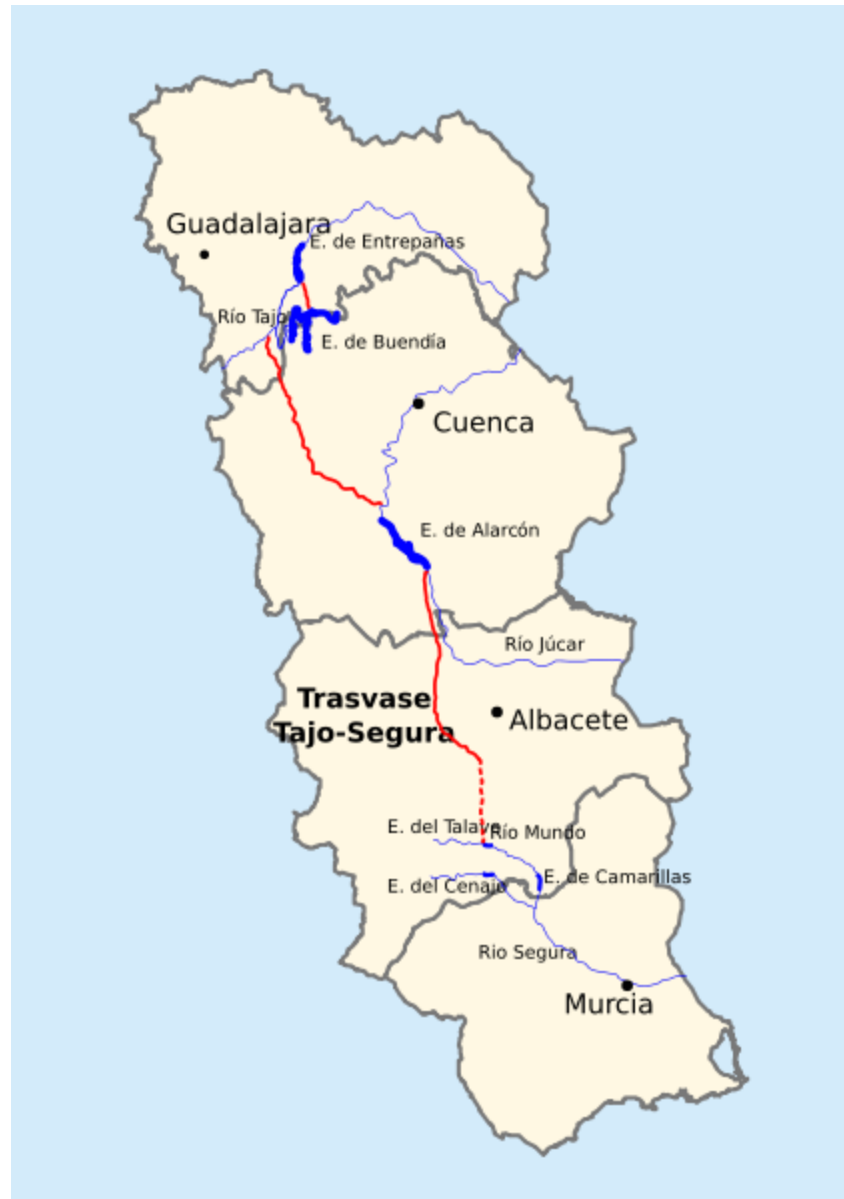 Guadalajara
E. de Entrepañas
Río Tajo
E. de Buendía
Cuenca
E. de Alarcón
Río Júcar
Trasvase
Tajo-Segura
Albacete
E. del Talave
Río Mundo
E. de Camarillas
E. del Cenajo
Rio Segura
Murcia